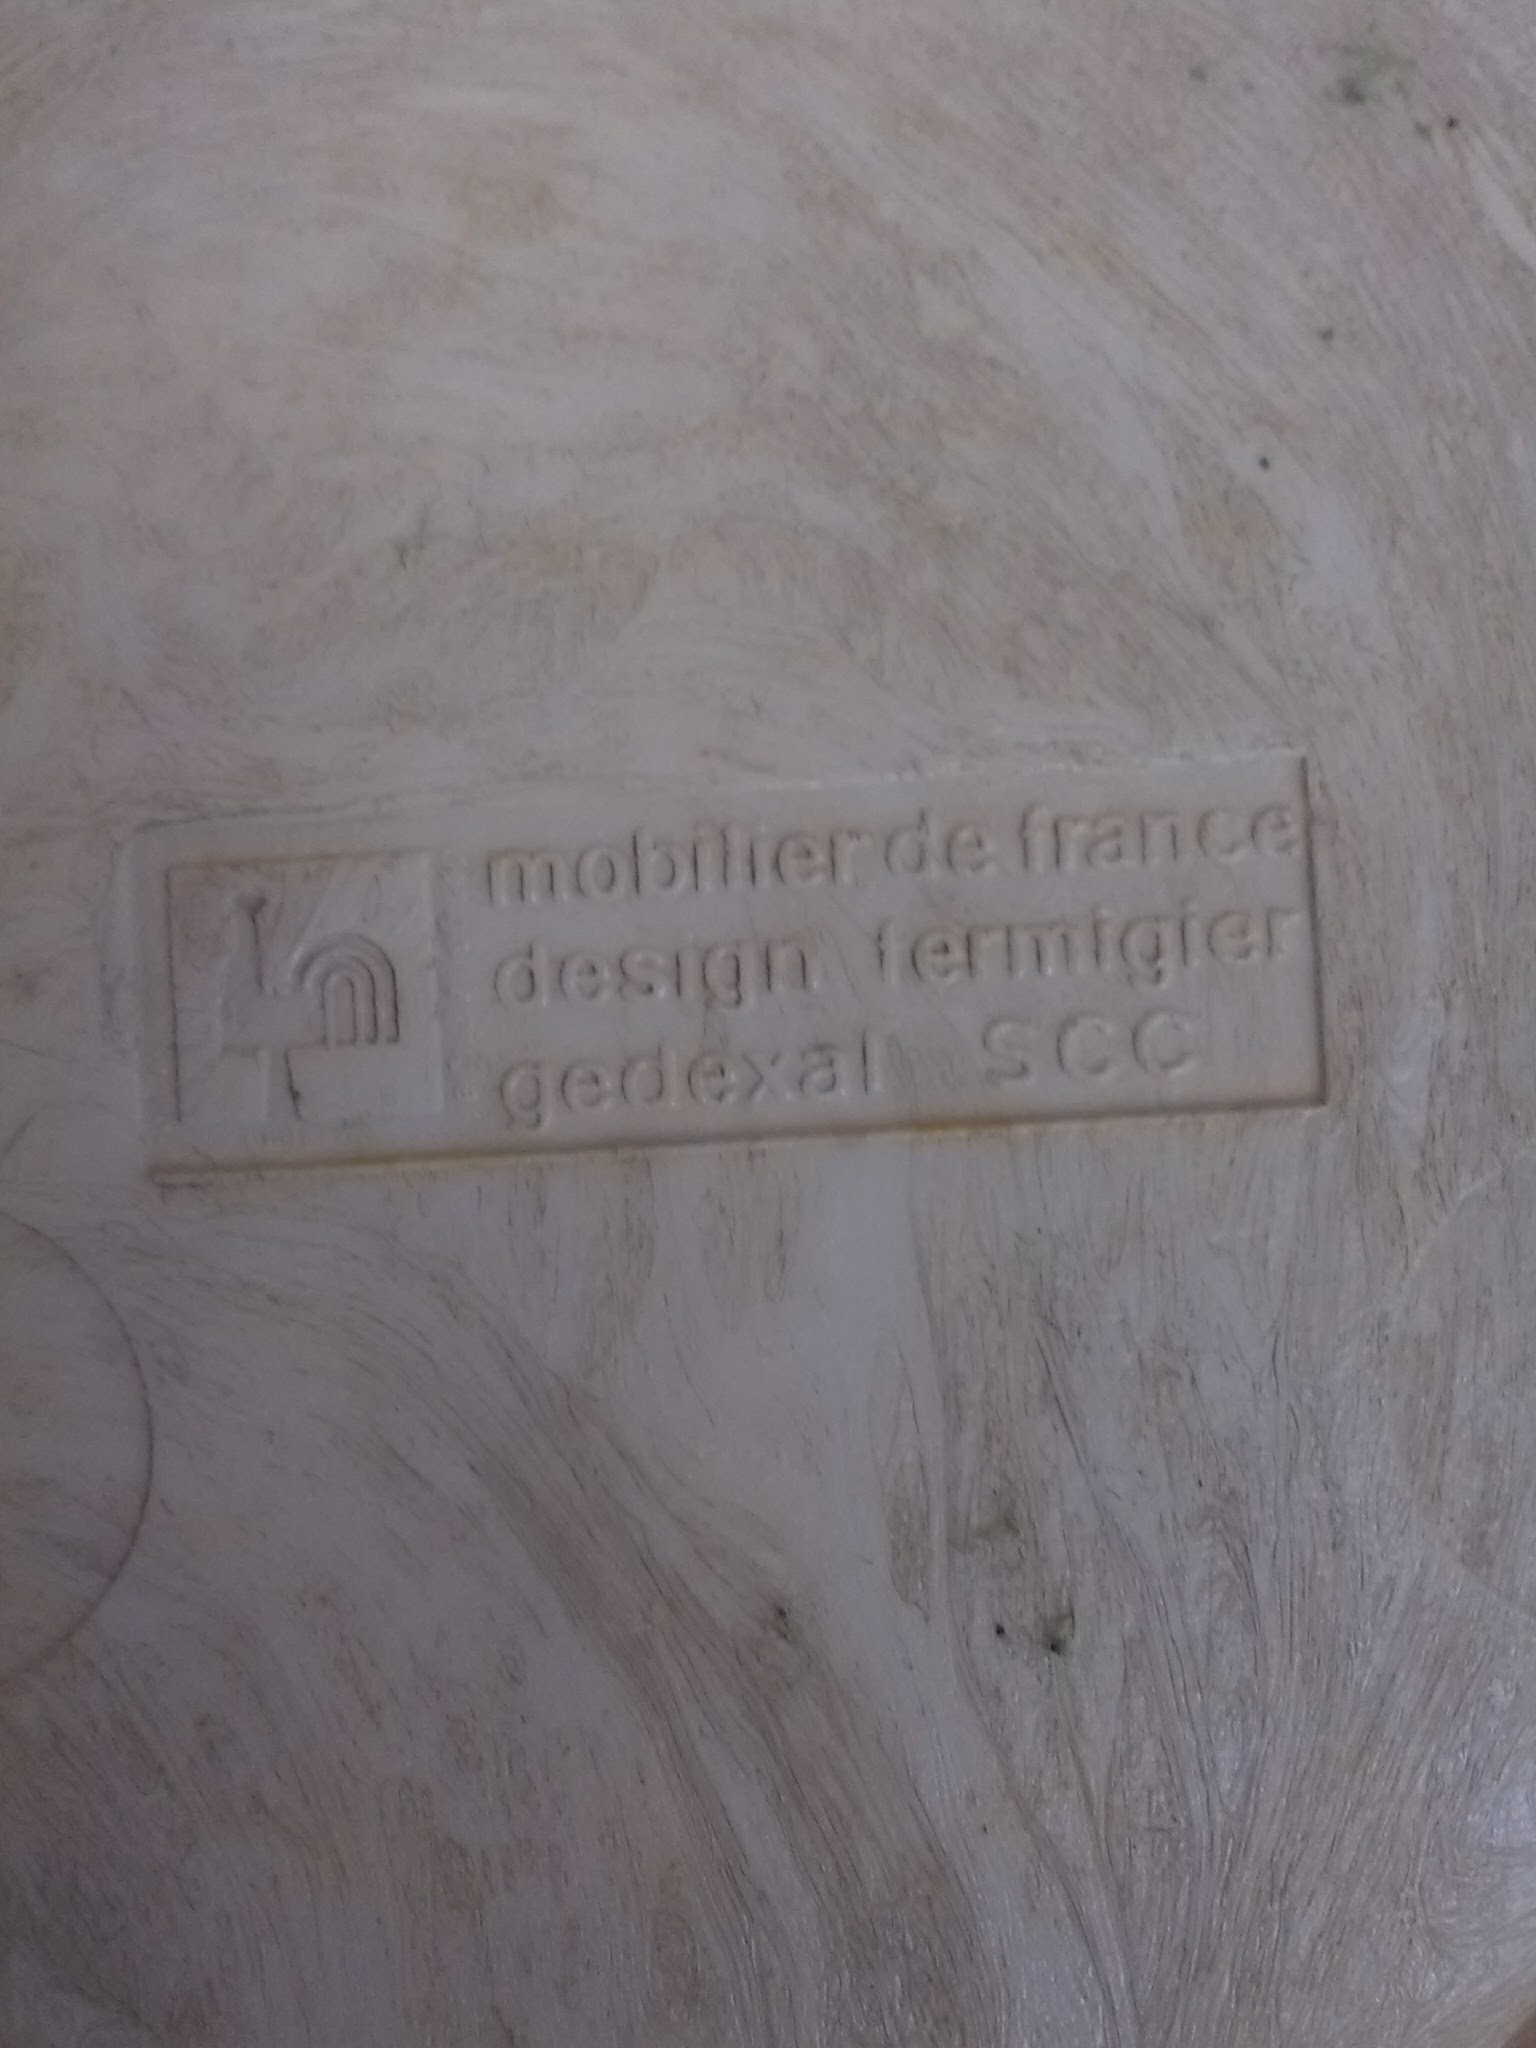 mobilier de france
design fermigier
gedexal SCC